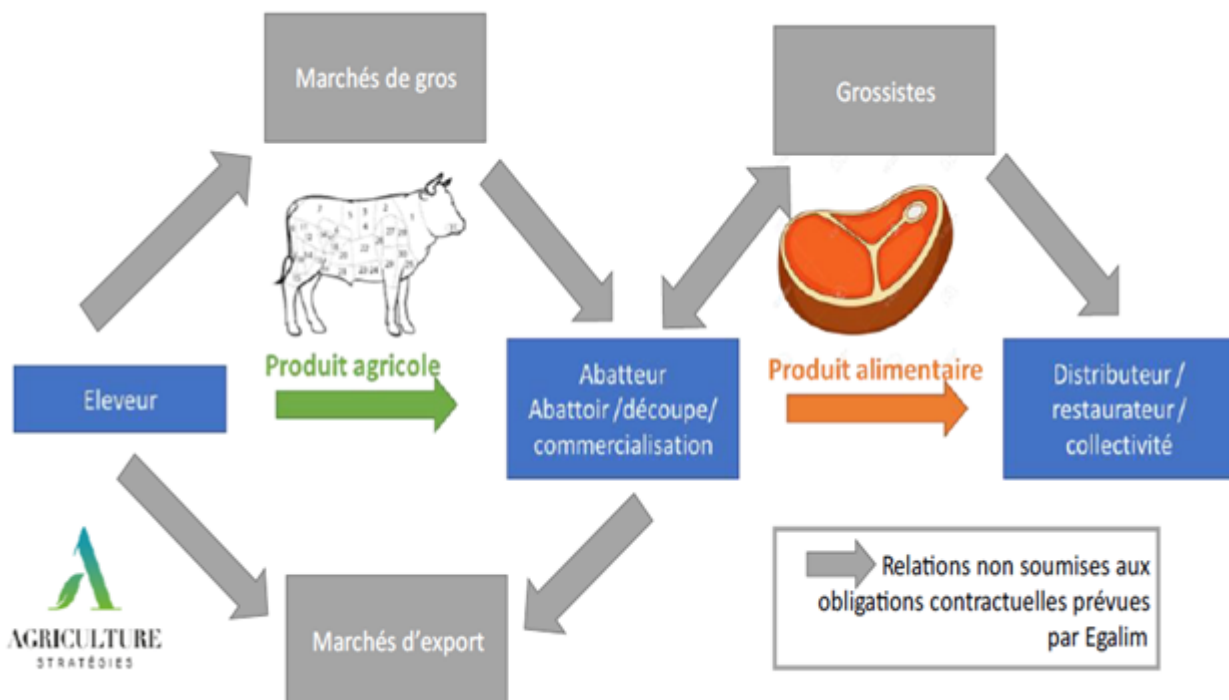 Marchés de gros
Grossistes
Produit agricole
Produit alimentaire
Eleveur
Abatteur
Abattoir /découpe/
commercialisation
Distributeur /
restaurateur /
collectivité
Marchés d'export
Relations non soumises aux
obligations contractuelles prévues
par Egalim
AGRICULTURE
STRATÉGIES